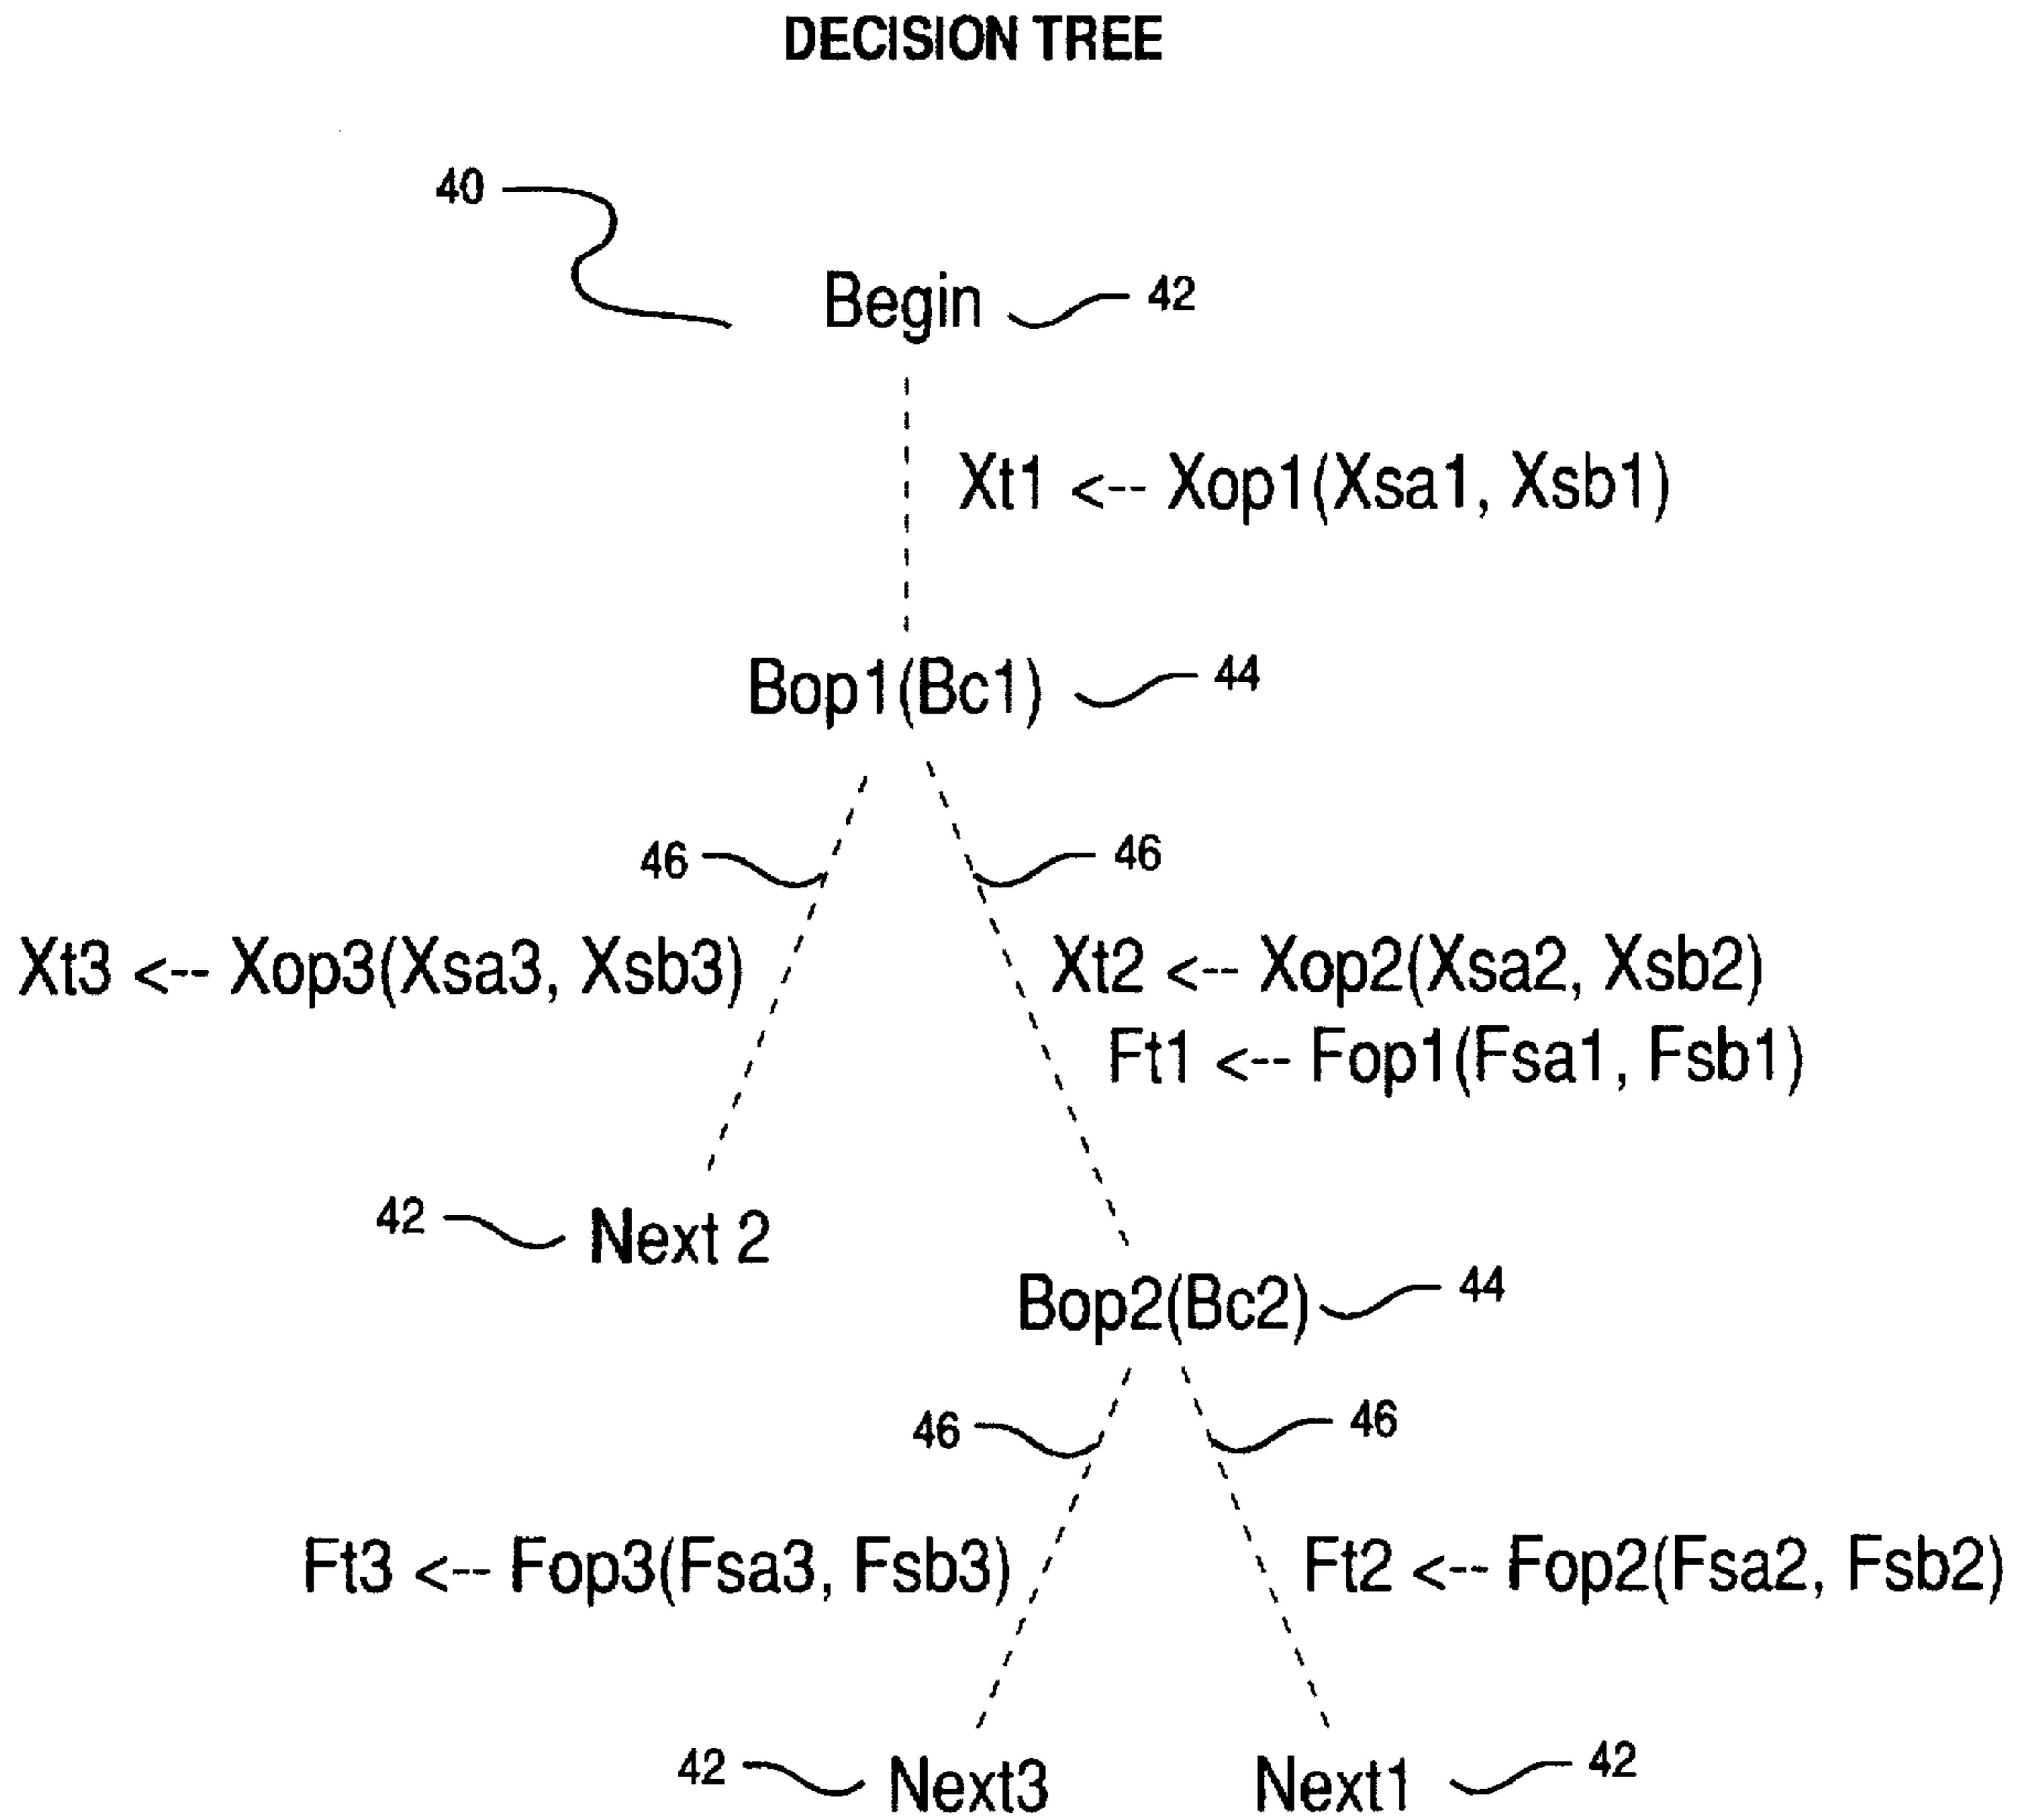 DECISION TREE
40
Begin 42
Xt1 <-- Xop1(Xsa1, Xsb1)
Bop1(Bc1) 44
46 46
Xt3 <-- Xop3(Xsa3, Xsb3) Xt2 <-- Xop2(Xsa2, Xsb2)
Ft1 <-- Fop1(Fsa1, Fsb1)
42 Next 2
Bop2(Bc2) 44
46 46
Ft3 <-- Fop3(Fsa3, Fsb3) Ft2 <-- Fop2(Fsa2, Fsb2)
42 Next3 Next1 42